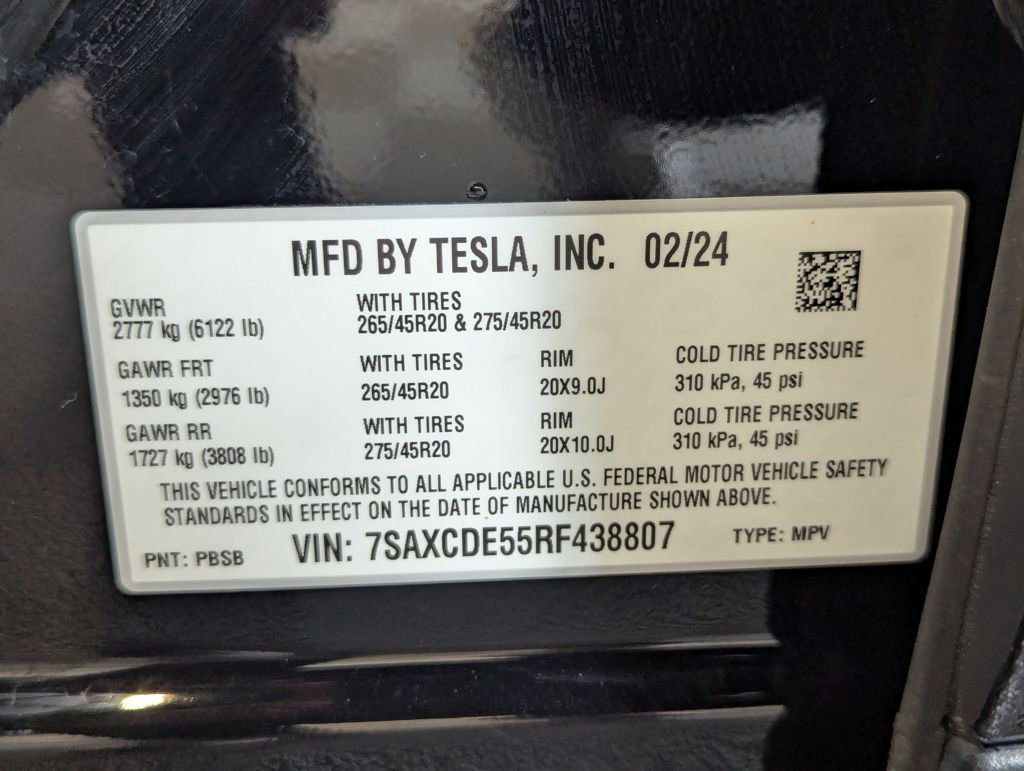 MFD BY TESLA, INC. 02/24
GVWR
2777 kg (6122 lb)
WITH TIRES
265/45R20 & 275/45R20
GAWR FRT
1350 kg (2976 lb)
WITH TIRES
265/45R20
RIM
20X9.0J
COLD TIRE PRESSURE
310 kPa, 45 psi
GAWR RR
1727 kg (3808 lb)
WITH TIRES
275/45R20
RIM
20X10.0J
COLD TIRE PRESSURE
310 kPa, 45 psi
THIS VEHICLE CONFORMS TO ALL APPLICABLE U.S. FEDERAL MOTOR VEHICLE SAFETY
STANDARDS IN EFFECT ON THE DATE OF MANUFACTURE SHOWN ABOVE.
PNT: PBSB
VIN: 7SAXCDE55RF438807
TYPE: MPV